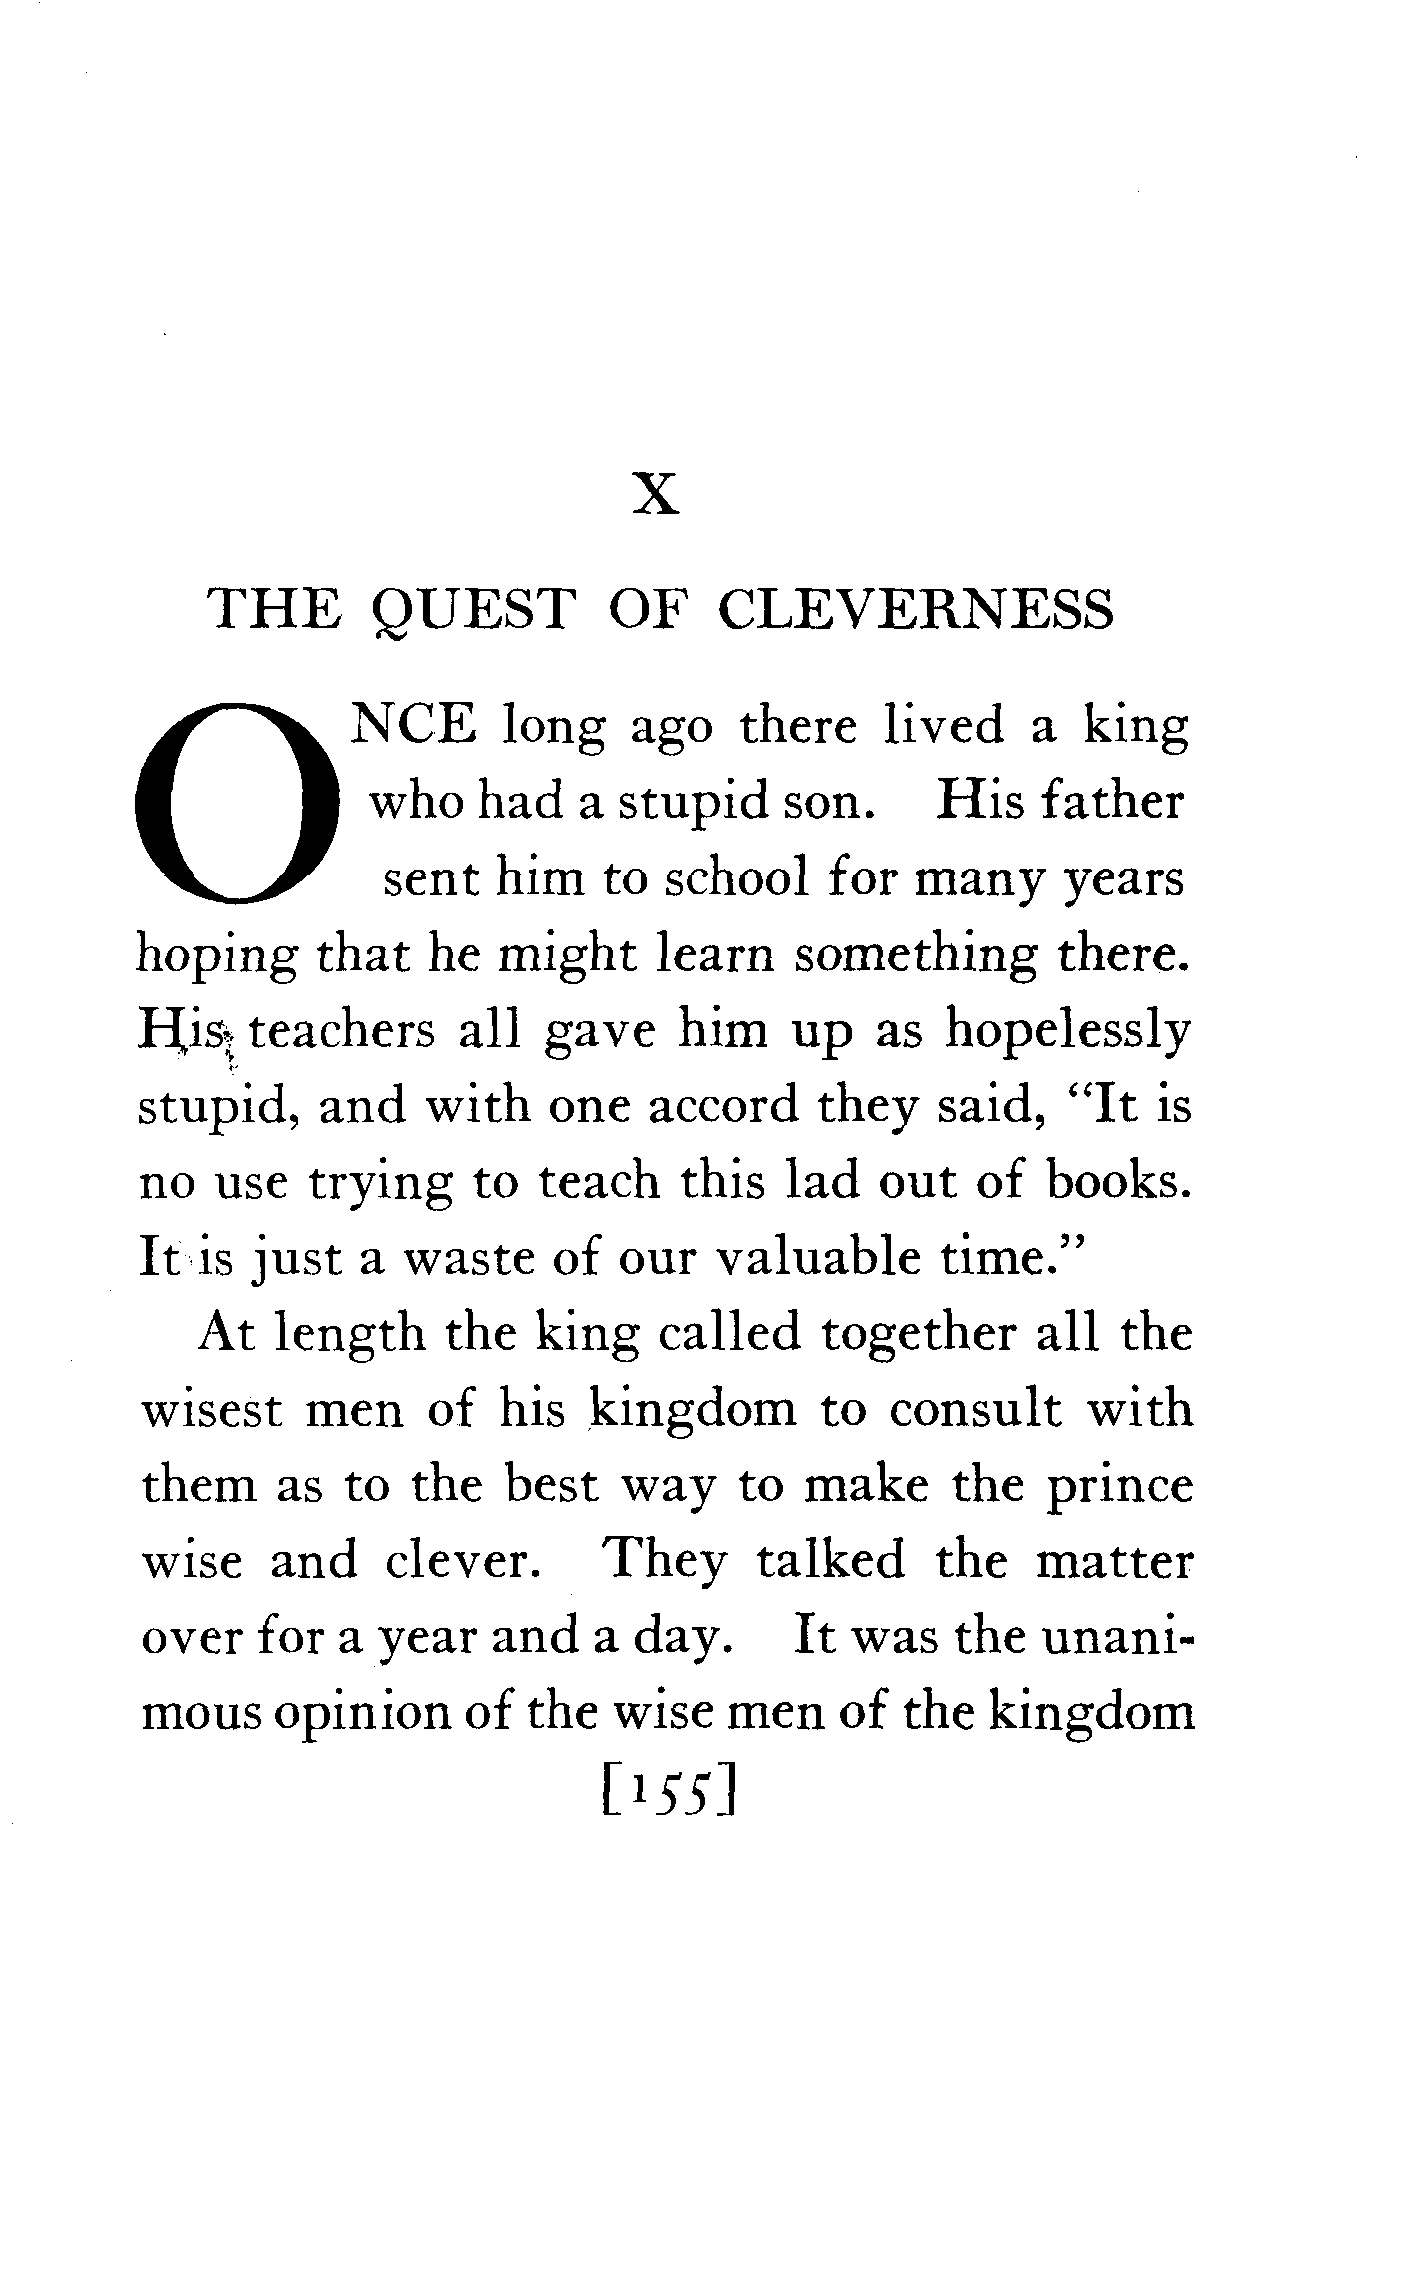 X
THE QUEST OF CLEVERNESS
ONCE long ago there lived a king
who had a stupid son. His father
sent him to school for many years
hoping that he might learn something there.
His teachers all gave him up as hopelessly
stupid, and with one accord they said, “It is
no use trying to teach this lad out of books.
It is just a waste of our valuable time.”
At length the king called together all the
wisest men of his kingdom to consult with
them as to the best way to make the prince
wise and clever. They talked the matter
over for a year and a day. It was the unani-
mous opinion of the wise men of the kingdom
[155]